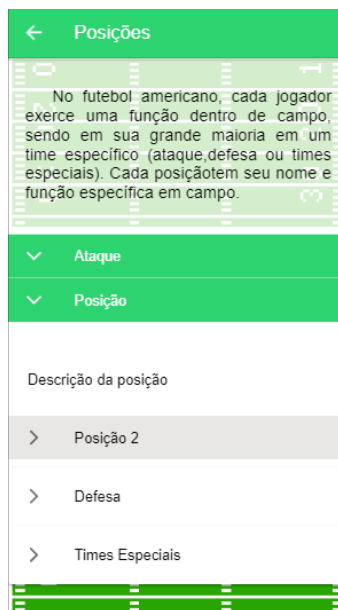 Posições
No futebol americano, cada jogador
exerce uma função dentro de campo,
sendo em sua grande maioria em um
time específico (ataque,defesa ou times
especiais). Cada posiçãotem seu nome e
função específica em campo.
Ataque
Posição
Descrição da posição
Posição 2
Defesa
Times Especiais